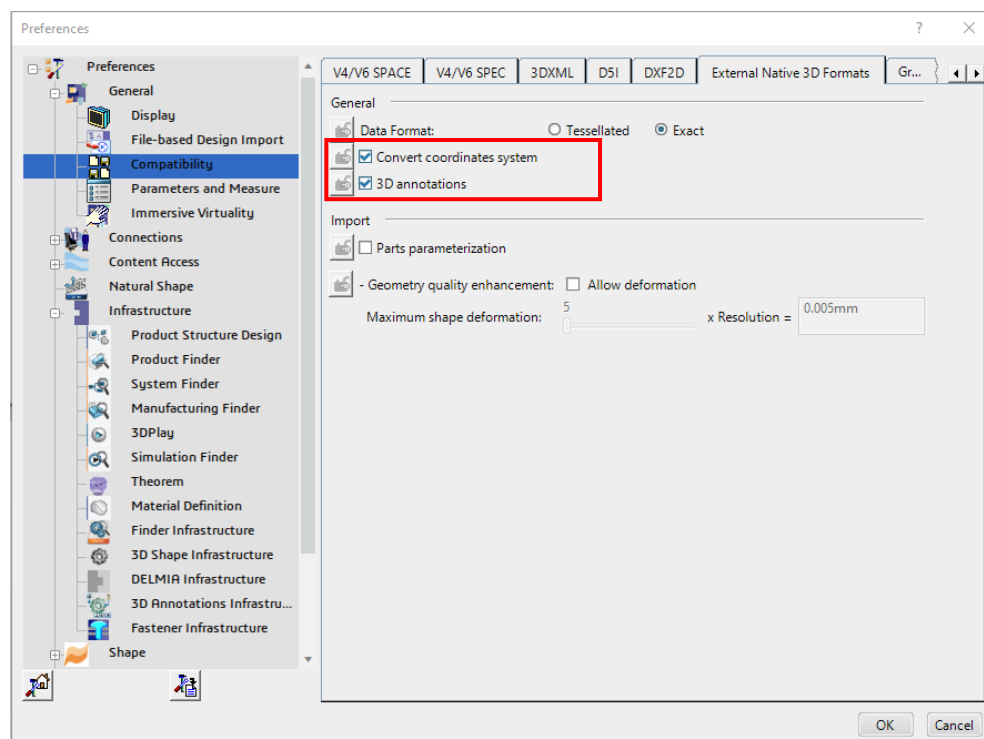 Preferences
?
Preferences
General
Display
File-based Design Import
Compatibility
Parameters and Measure
Immersive Virtuality
Connections
Content Access
Natural Shape
Infrastructure
Product Structure Design
Product Finder
System Finder
Manufacturing Finder
3DPlay
Simulation Finder
Theorem
Material Definition
Finder Infrastructure
3D Shape Infrastructure
DELMIA Infrastructure
3D Annotations Infrastru...
Fastener Infrastructure
Shape
V4/V6 SPACE V4/V6 SPEC 3DXML D5I DXF2D External Native 3D Formats Gr...
General
Data Format: Tessellated Exact
Convert coordinates system
3D annotations
Import
Parts parameterization
- Geometry quality enhancement: Allow deformation
Maximum shape deformation: 5 x Resolution = 0.005mm
OK Cancel